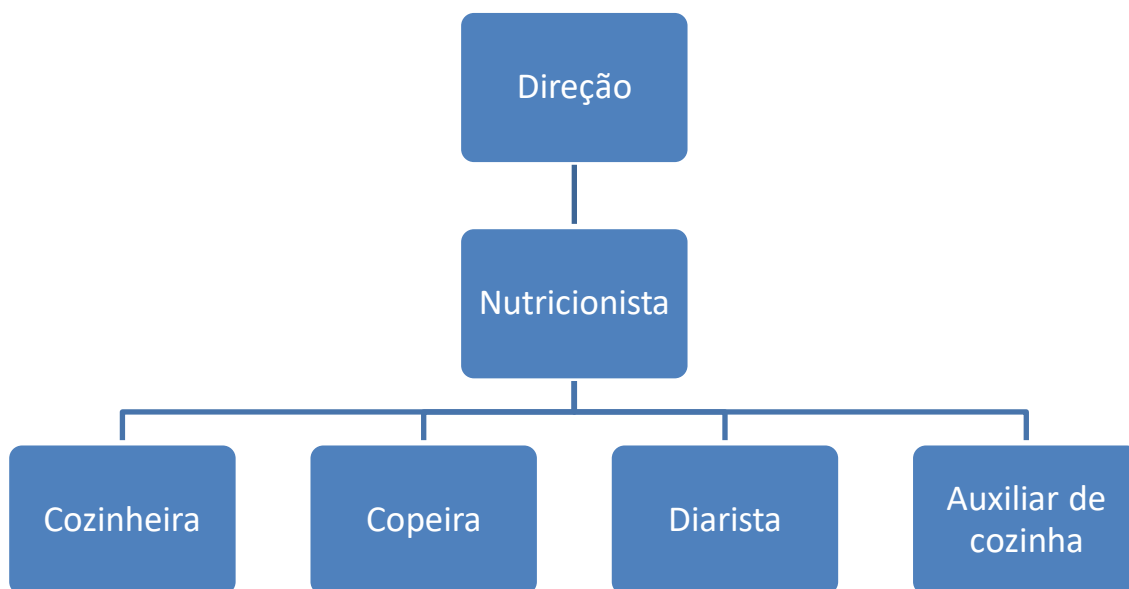 Direção
Nutricionista
Cozinheira
Copeira
Diarista
Auxiliar de
cozinha